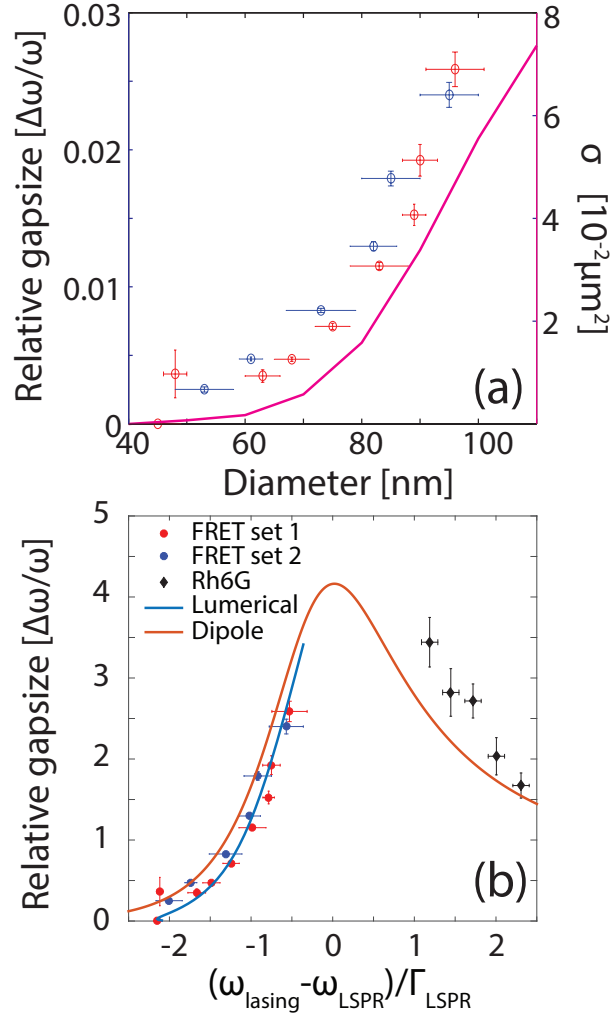 0.03
0.02
0.01
0
Relative gapsize [Δω/ω]
8
6
4
2
σ [10⁻²μm²]
(a)
40 60 80 100
Diameter [nm]
5
4
3
2
1
0
Relative gapsize [Δω/ω]
FRET set 1
FRET set 2
Rh6G
Lumerical
Dipole
(b)
-2 -1 0 1 2
(ω_lasing-ω_LSPR)/Γ_LSPR